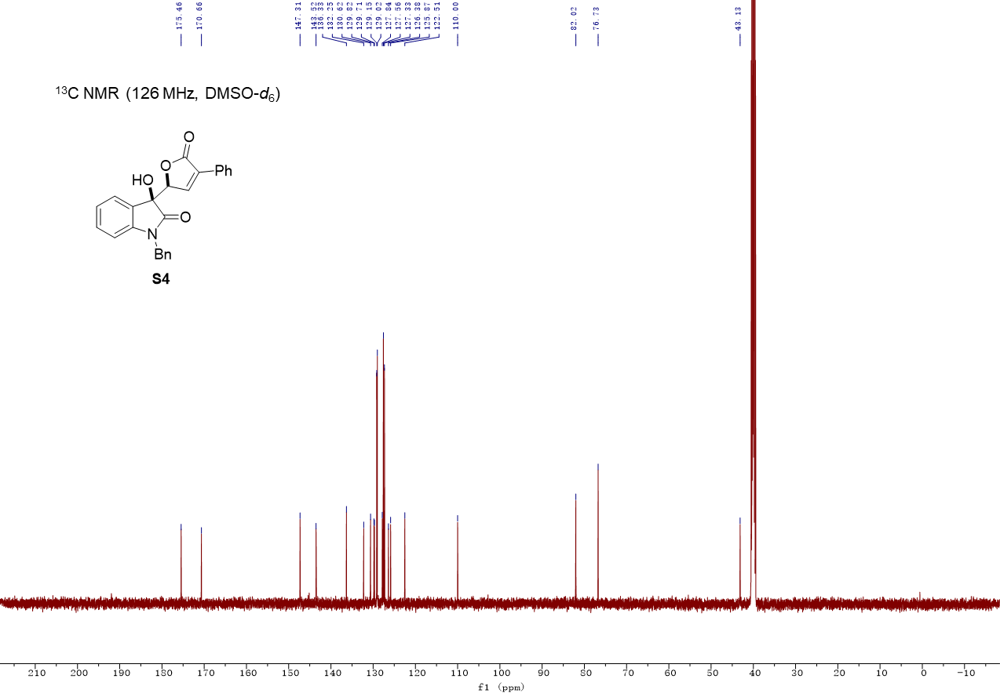 175.46
170.66
147.31
143.52
136.33
132.25
130.62
129.82
129.71
129.15
129.02
127.84
127.56
127.33
126.38
125.87
122.51
110.00
82.02
76.73
43.13
¹³C NMR (126 MHz, DMSO-d₆)
O
O
Ph
HO
O
N
Bn
S4
210 200 190 180 170 160 150 140 130 120 110 100 90 80 70 60 50 40 30 20 10 0 -10
f1 (ppm)